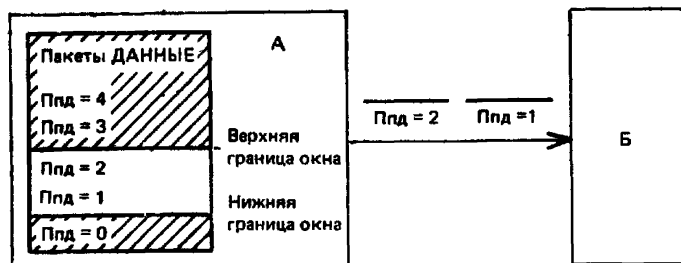 Пакеты ДАННЫЕ
Ппд = 4
Ппд = 3
Ппд = 2
Ппд = 1
Ппд = 0
А
Верхняя
граница окна
Нижняя
граница окна
Ппд = 2
Ппд =1
Б